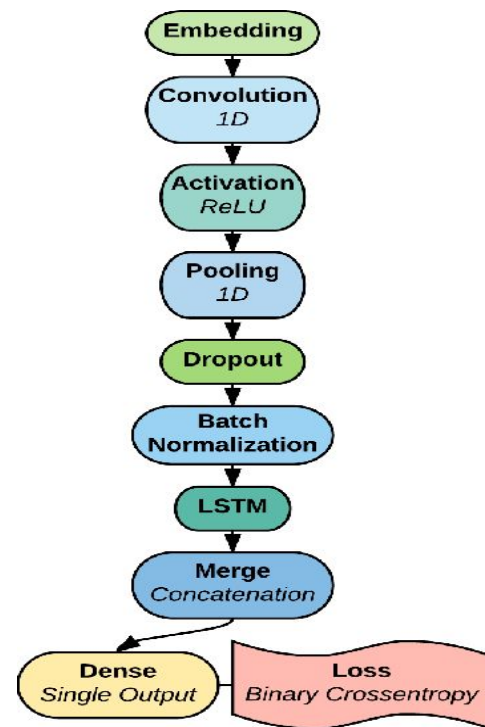 Embedding
Convolution
1D
Activation
ReLU
Pooling
1D
Dropout
Batch
Normalization
LSTM
Merge
Concatenation
Dense
Single Output
Loss
Binary Crossentropy